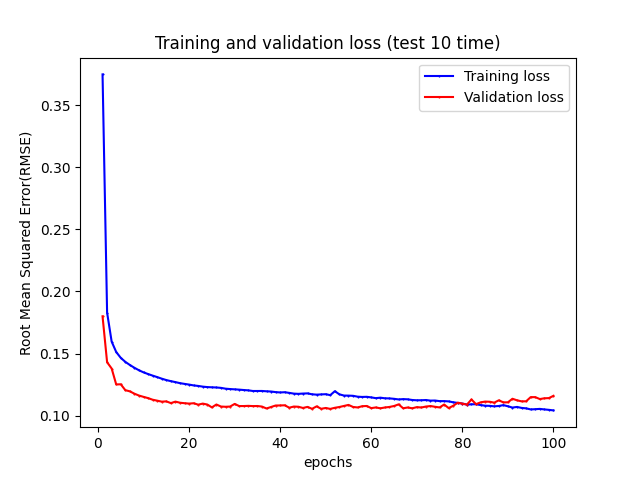 Training and validation loss (test 10 time)
Training loss
Validation loss
Root Mean Squared Error(RMSE)
0.35
0.30
0.25
0.20
0.15
0.10
0
20
40
60
80
100
epochs